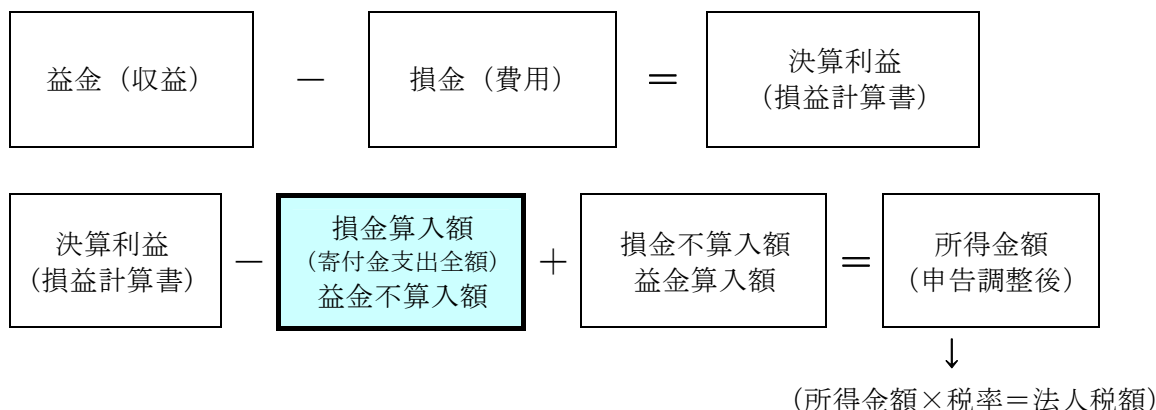 益金（収益） － 損金（費用） ＝ 決算利益
（損益計算書）
決算利益
（損益計算書）
－
損金算入額
（寄付金支出全額）
益金不算入額
＋
損金不算入額
益金算入額
＝
所得金額
（申告調整後）
↓
（所得金額×税率＝法人税額）